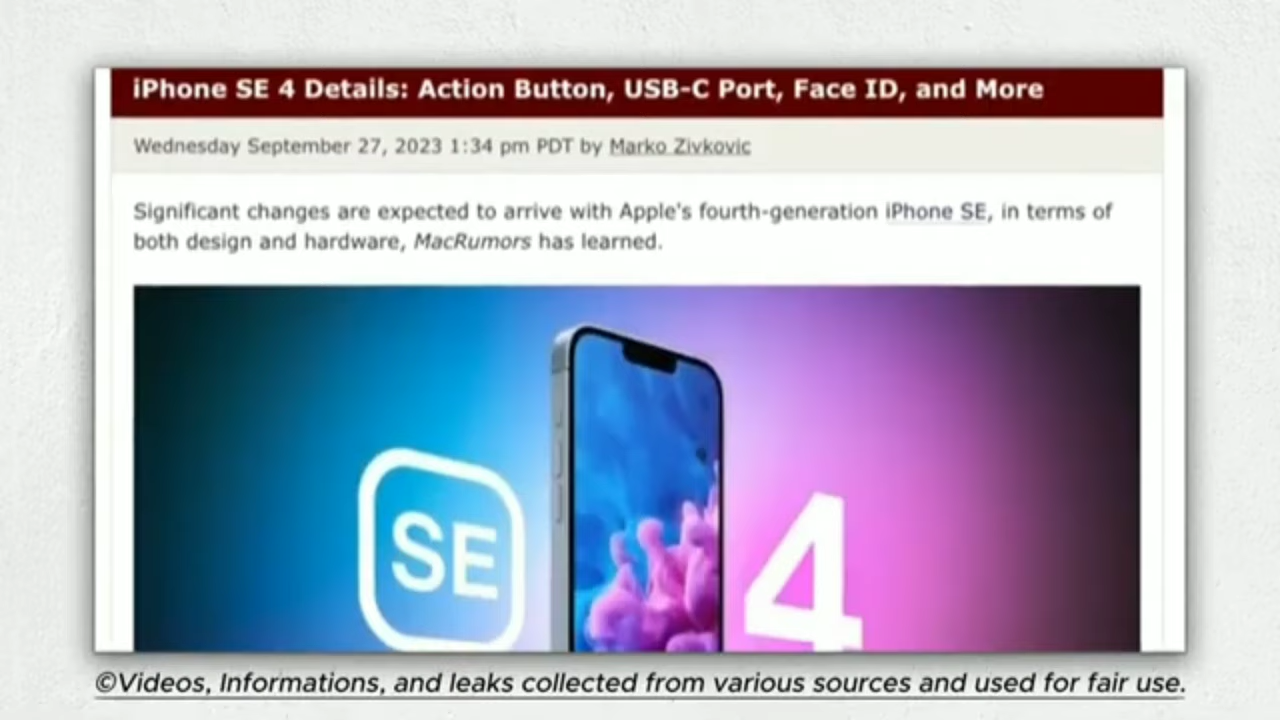 iPhone SE 4 Details: Action Button, USB-C Port, Face ID, and More
Wednesday September 27, 2023 1:34 pm PDT by Marko Zivkovic
Significant changes are expected to arrive with Apple's fourth-generation iPhone SE, in terms of
both design and hardware, MacRumors has learned.
SE
4
©Videos, Informations, and leaks collected from various sources and used for fair use.